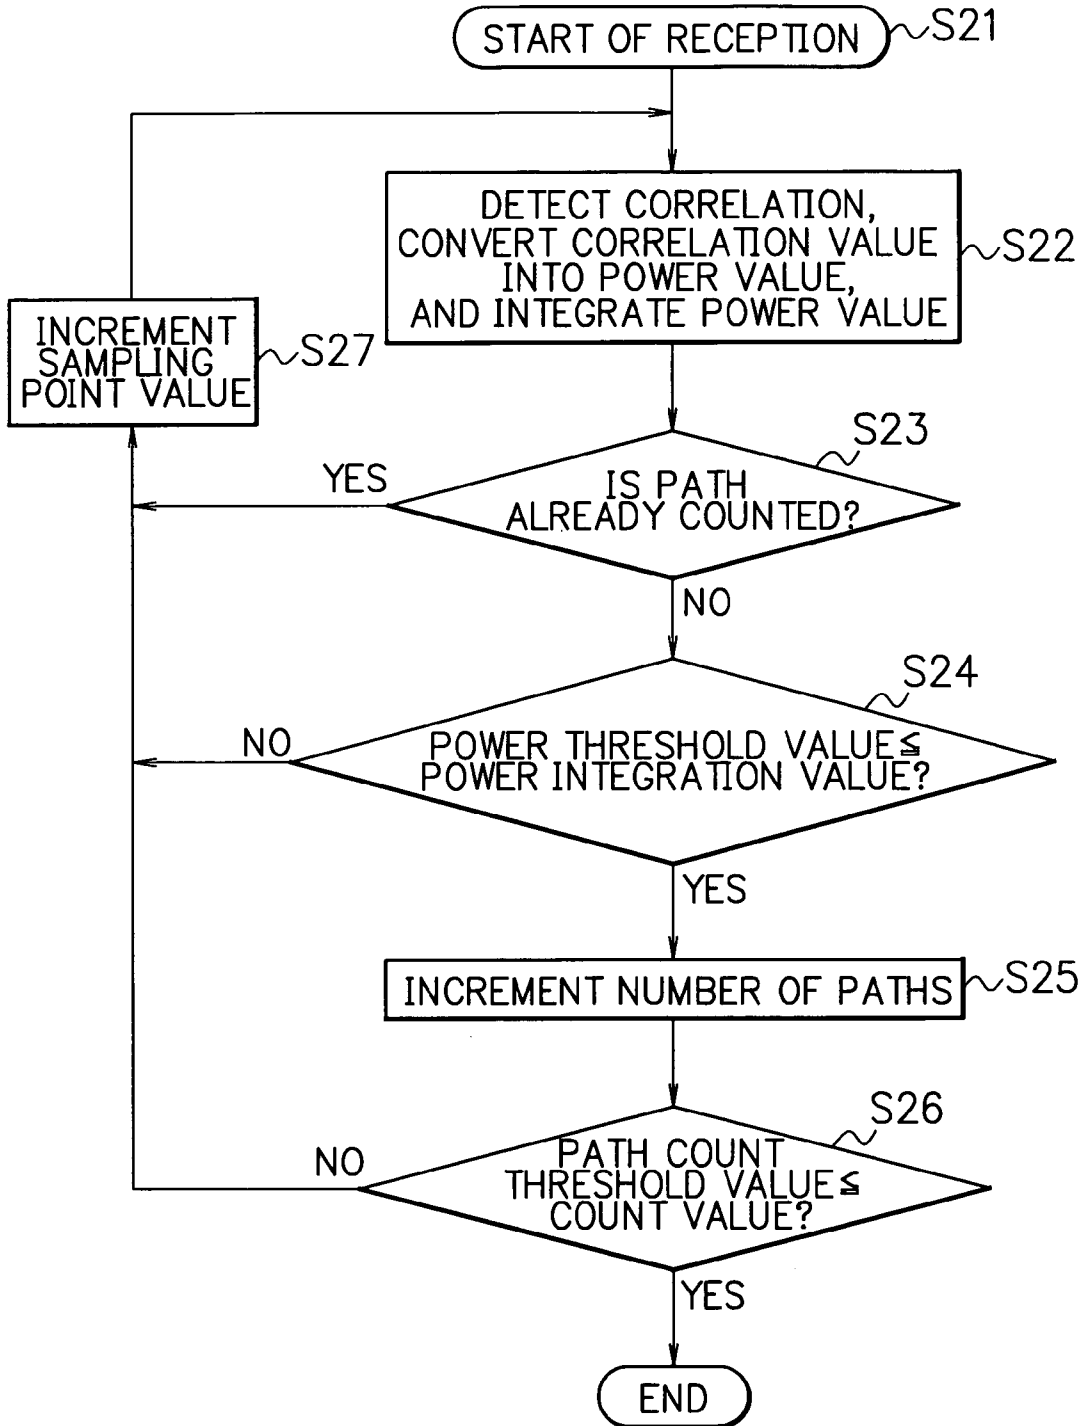 START OF RECEPTION
S21
DETECT CORRELATION,
CONVERT CORRELATION VALUE
INTO POWER VALUE,
AND INTEGRATE POWER VALUE
S22
INCREMENT
SAMPLING
POINT VALUE
S27
S23
YES
IS PATH
ALREADY COUNTED?
NO
S24
NO
POWER THRESHOLD VALUE≦
POWER INTEGRATION VALUE?
YES
INCREMENT NUMBER OF PATHS
S25
S26
NO
PATH COUNT
THRESHOLD VALUE≦
COUNT VALUE?
YES
END